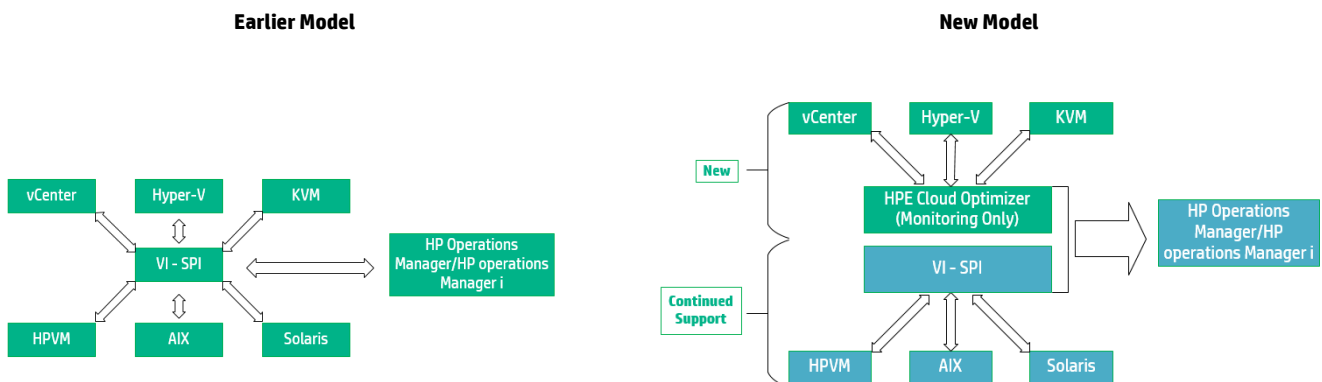 Earlier Model
vCenter
Hyper-V
KVM
VI - SPI
HP Operations
Manager/HP operations
Manager i
HPVM
AIX
Solaris
New Model
vCenter
Hyper-V
KVM
New
HPE Cloud Optimizer
(Monitoring Only)
HP Operations
Manager/HP
operations Manager i
VI - SPI
Continued
Support
HPVM
AIX
Solaris